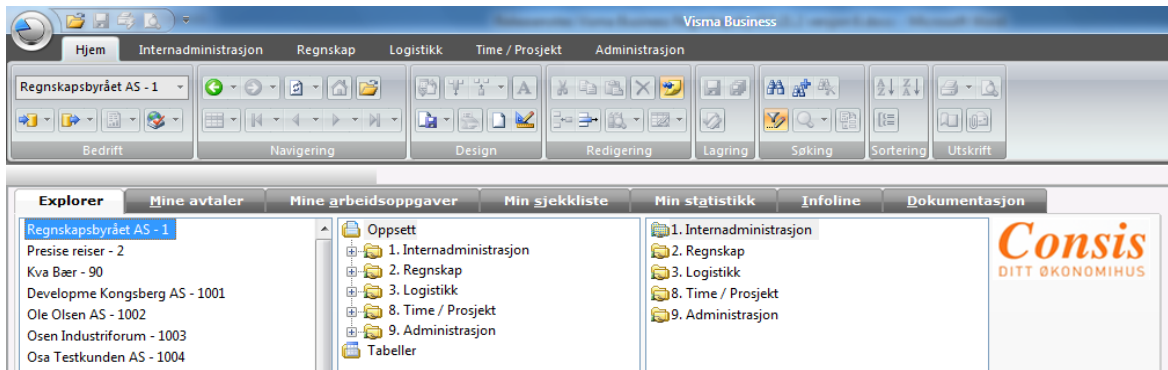 Visma Business
Hjem Internadministrasjon Regnskap Logistikk Time / Prosjekt Administrasjon
Regnskapsbyrået AS - 1
Bedrift Navigering Design Redigering Lagring Søking Sortering Utskrift
Explorer Mine avtaler Mine arbeidsoppgaver Min sjekkliste Min statistikk Infoline Dokumentasjon
Regnskapsbyrået AS - 1
Presise reiser - 2
Kva Bær - 90
Developme Kongsberg AS - 1001
Ole Olsen AS - 1002
Osen Industriforum - 1003
Osa Testkunden AS - 1004
Oppsett
1. Internadministrasjon
2. Regnskap
3. Logistikk
8. Time / Prosjekt
9. Administrasjon
Tabeller
1. Internadministrasjon
2. Regnskap
3. Logistikk
8. Time / Prosjekt
9. Administrasjon
Consis
DITT ØKONOMIHUS